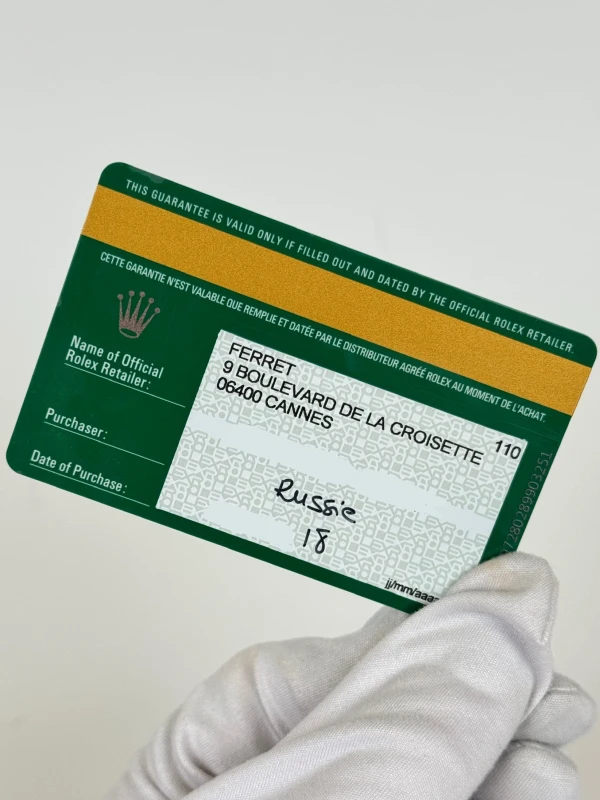 THIS GUARANTEE IS VALID ONLY IF FILLED OUT AND DATED BY THE OFFICIAL ROLEX RETAILER.
CETTE GARANTIE N'EST VALABLE QUE REMPLIE ET DATÉE PAR LE DISTRIBUTEUR AGRÉÉ ROLEX AU MOMENT DE L'ACHAT.
Name of Official
Rolex Retailer:
FERRET 110
9 BOULEVARD DE LA CROISETTE
06400 CANNES
Purchaser:
Russie
Date of Purchase:
18
jj/mm/aaaa